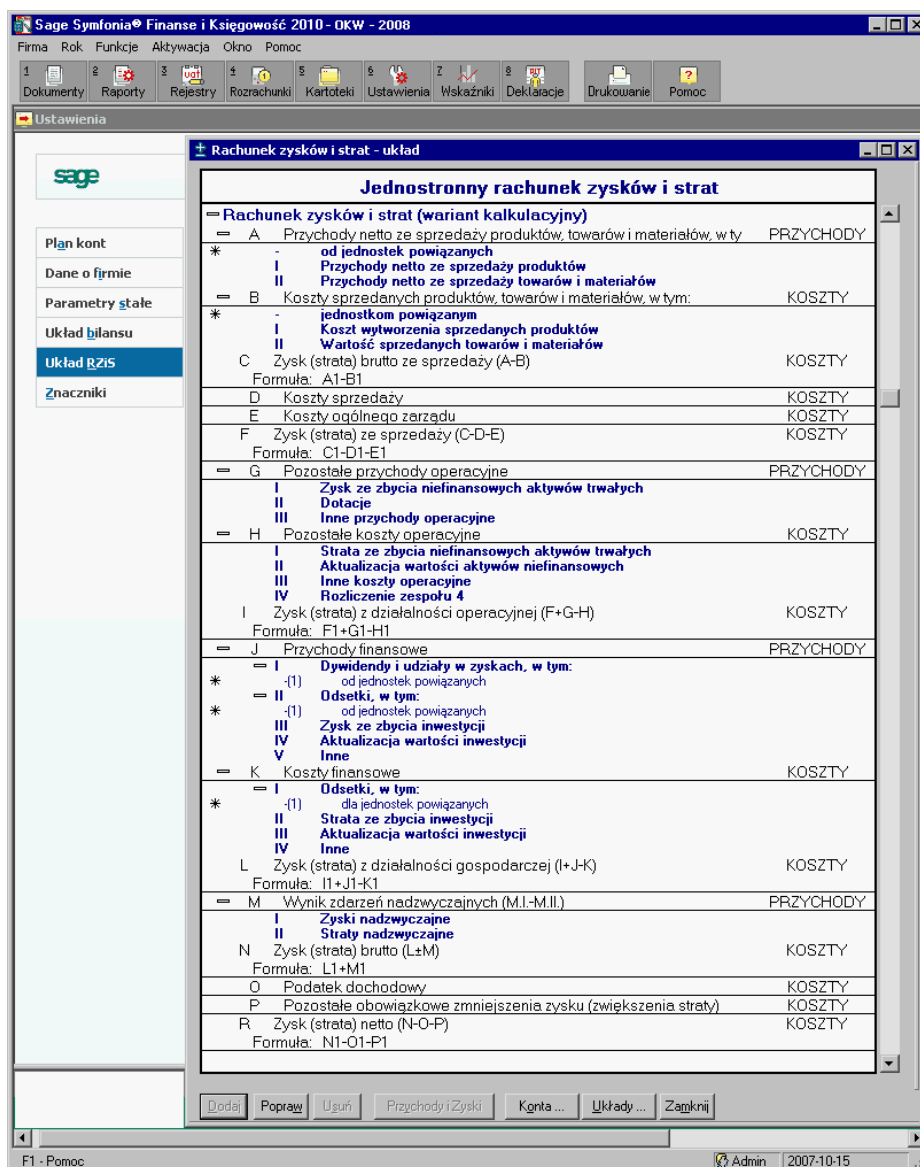 Sage Symfonia® Finanse i Księgowość 2010 - OKW - 2008
Firma Rok Funkcje Aktywacja Okno Pomoc
1 Dokumenty 2 Raporty 3 Rejestry 4 Rozrachunki 5 Kartoteki 6 Ustawienia 7 Wskaźniki 8 Deklaracje Drukowanie Pomoc
Ustawienia
sage
Plan kont
Dane o firmie
Parametry stałe
Układ bilansu
Układ RZiS
Znaczniki
Rachunek zysków i strat - układ
Jednostronny rachunek zysków i strat
Rachunek zysków i strat (wariant kalkulacyjny)
A Przychody netto ze sprzedaży produktów, towarów i materiałów, w ty PRZYCHODY
* - od jednostek powiązanych
I Przychody netto ze sprzedaży produktów
II Przychody netto ze sprzedaży towarów i materiałów
B Koszty sprzedanych produktów, towarów i materiałów, w tym: KOSZTY
* - jednostkom powiązanym
I Koszt wytworzenia sprzedanych produktów
II Wartość sprzedanych towarów i materiałów
C Zysk (strata) brutto ze sprzedaży (A-B) KOSZTY
Formuła: A1-B1
D Koszty sprzedaży KOSZTY
E Koszty ogólnego zarządu KOSZTY
F Zysk (strata) ze sprzedaży (C-D-E) KOSZTY
Formuła: C1-D1-E1
G Pozostałe przychody operacyjne PRZYCHODY
I Zysk ze zbycia niefinansowych aktywów trwałych
II Dotacje
III Inne przychody operacyjne
H Pozostałe koszty operacyjne KOSZTY
I Strata ze zbycia niefinansowych aktywów trwałych
II Aktualizacja wartości aktywów niefinansowych
III Inne koszty operacyjne
IV Rozliczenie zespołu 4
I Zysk (strata) z działalności operacyjnej (F+G-H) KOSZTY
Formuła: F1+G1-H1
J Przychody finansowe PRZYCHODY
I Dywidendy i udziały w zyskach, w tym:
* -(1) od jednostek powiązanych
II Odsetki, w tym:
* -(1) od jednostek powiązanych
III Zysk ze zbycia inwestycji
IV Aktualizacja wartości inwestycji
V Inne
K Koszty finansowe KOSZTY
I Odsetki, w tym:
* -(1) dla jednostek powiązanych
II Strata ze zbycia inwestycji
III Aktualizacja wartości inwestycji
IV Inne
L Zysk (strata) z działalności gospodarczej (I+J-K) KOSZTY
Formuła: I1+J1-K1
M Wynik zdarzeń nadzwyczajnych (M.I.-M.II.) PRZYCHODY
I Zyski nadzwyczajne
II Straty nadzwyczajne
N Zysk (strata) brutto (L±M) KOSZTY
Formuła: L1+M1
O Podatek dochodowy KOSZTY
P Pozostałe obowiązkowe zmniejszenia zysku (zwiększenia straty) KOSZTY
R Zysk (strata) netto (N-O-P) KOSZTY
Formuła: N1-O1-P1
Dodaj Popraw Usuń Przychody i Zyski Konta ... Układy ... Zamknij
F1 - Pomoc Admin 2007-10-15